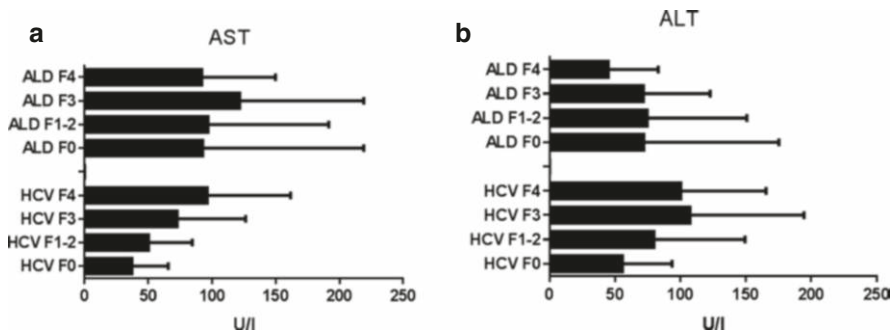 a
AST
ALD F4
ALD F3
ALD F1-2
ALD F0
HCV F4
HCV F3
HCV F1-2
HCV F0
0 50 100 150 200 250
U/l
b
ALT
ALD F4
ALD F3
ALD F1-2
ALD F0
HCV F4
HCV F3
HCV F1-2
HCV F0
0 50 100 150 200 250
U/l